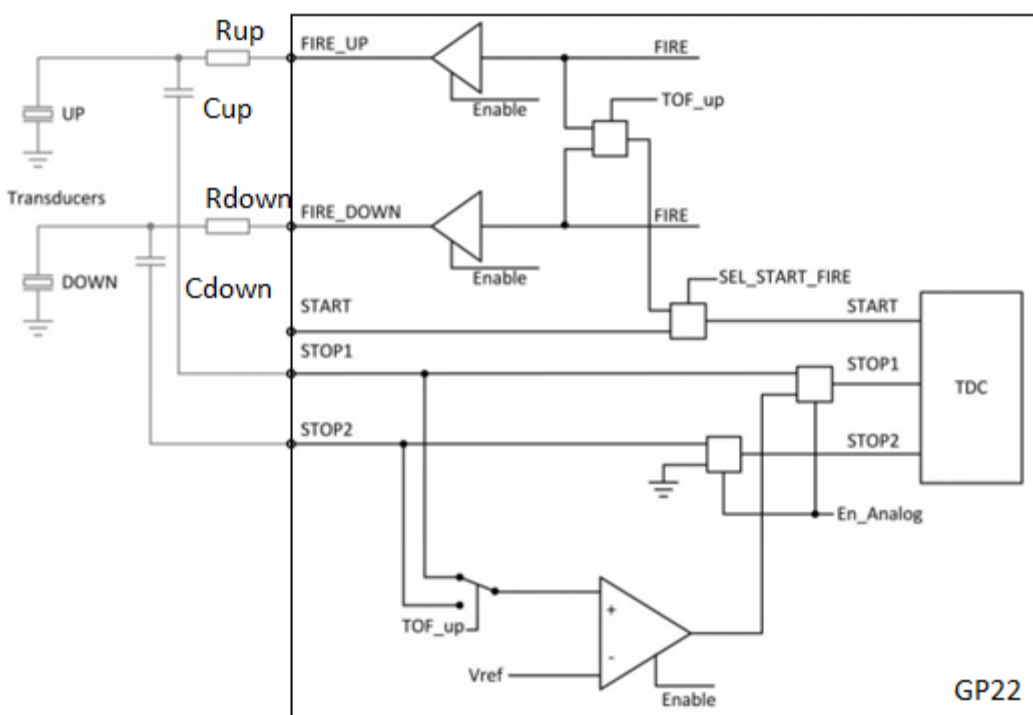 Rup
FIRE_UP
FIRE
Enable
TOF_up
UP
Cup
Transducers
Rdown
FIRE_DOWN
FIRE
Enable
DOWN
Cdown
SEL_START_FIRE
START
START
STOP1
STOP1
TDC
STOP2
STOP2
En_Analog
TOF_up
+
-
Vref
Enable
GP22